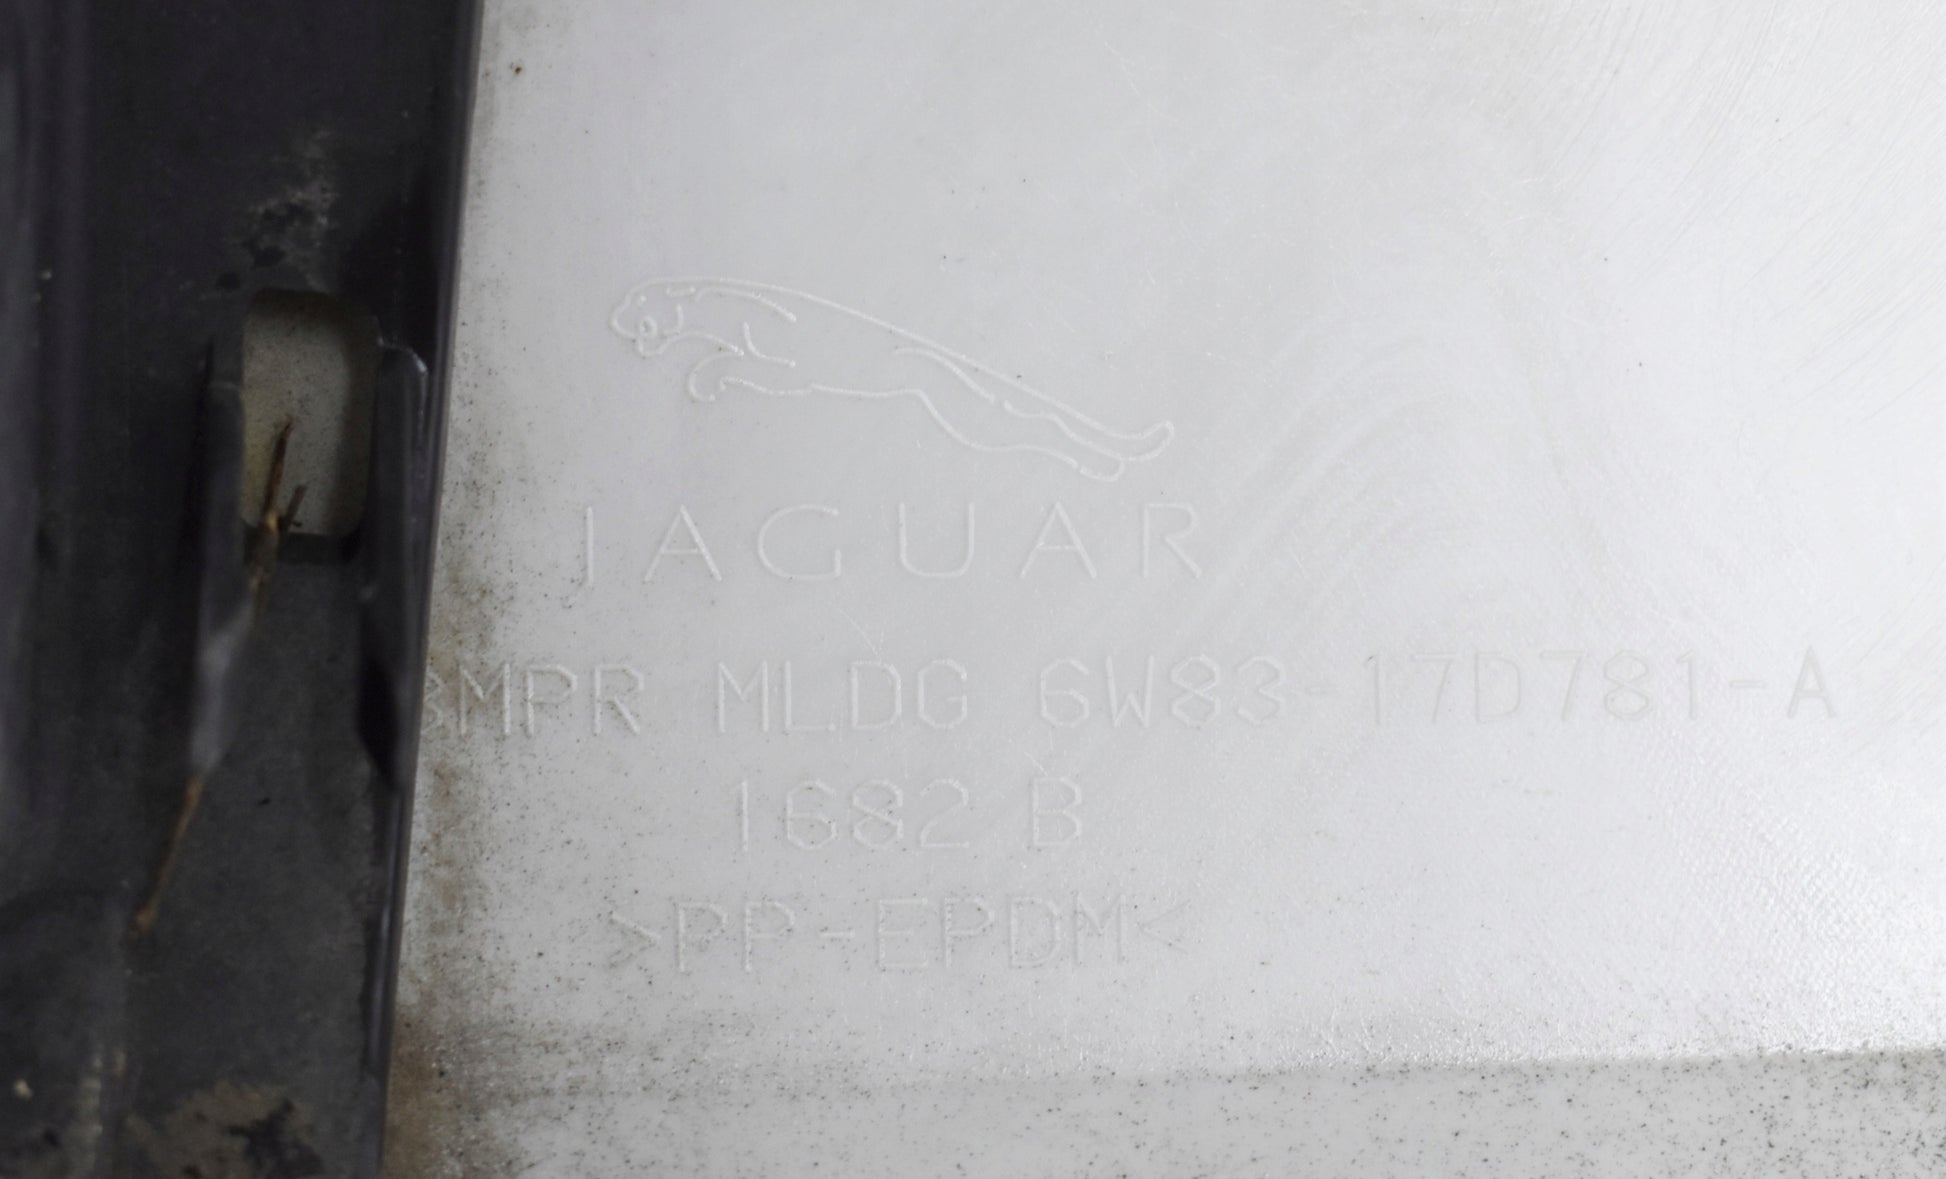 JAGUAR
BMPR MLDG 6W83-17D781-A
1682 B
>PP-EPDM<